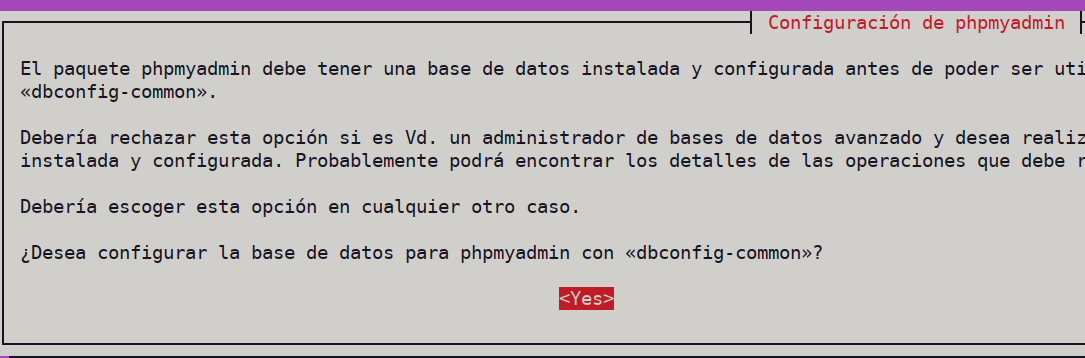 Configuración de phpmyadmin
El paquete phpmyadmin debe tener una base de datos instalada y configurada antes de poder ser
«dbconfig-common».
Debería rechazar esta opción si es Vd. un administrador de bases de datos avanzado y desea
instalada y configurada. Probablemente podrá encontrar los detalles de las operaciones que debe
Debería escoger esta opción en cualquier otro caso.
¿Desea configurar la base de datos para phpmyadmin con «dbconfig-common»?
<Yes>